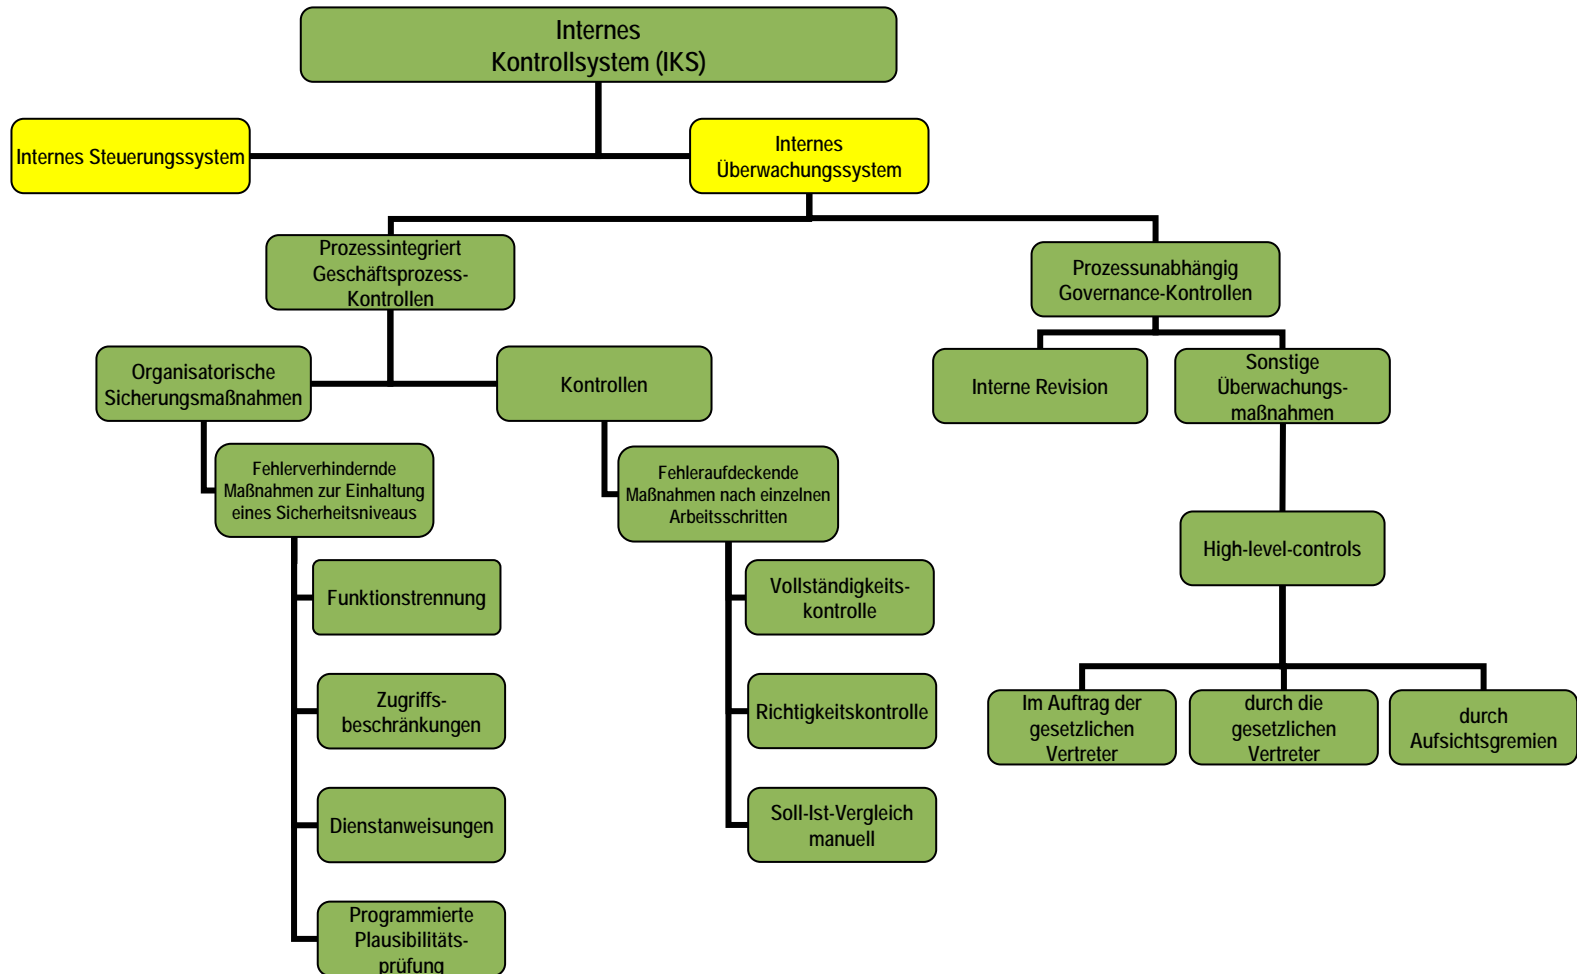 Internes
Kontrollsystem (IKS)
Internes Steuerungssystem
Internes
Überwachungssystem
Prozessintegriert
Geschäftsprozess-
Kontrollen
Prozessunabhängig
Governance-Kontrollen
Organisatorische
Sicherungsmaßnahmen
Kontrollen
Interne Revision
Sonstige
Überwachungs-
maßnahmen
Fehlerverhindernde
Maßnahmen zur Einhaltung
eines Sicherheitsniveaus
Fehleraufdeckende
Maßnahmen nach einzelnen
Arbeitsschritten
High-level-controls
Funktionstrennung
Vollständigkeits-
kontrolle
Zugriffs-
beschränkungen
Richtigkeitskontrolle
Im Auftrag der
gesetzlichen
Vertreter
durch die
gesetzlichen
Vertreter
durch
Aufsichtsgremien
Dienstanweisungen
Soll-Ist-Vergleich
manuell
Programmierte
Plausibilitäts-
prüfung